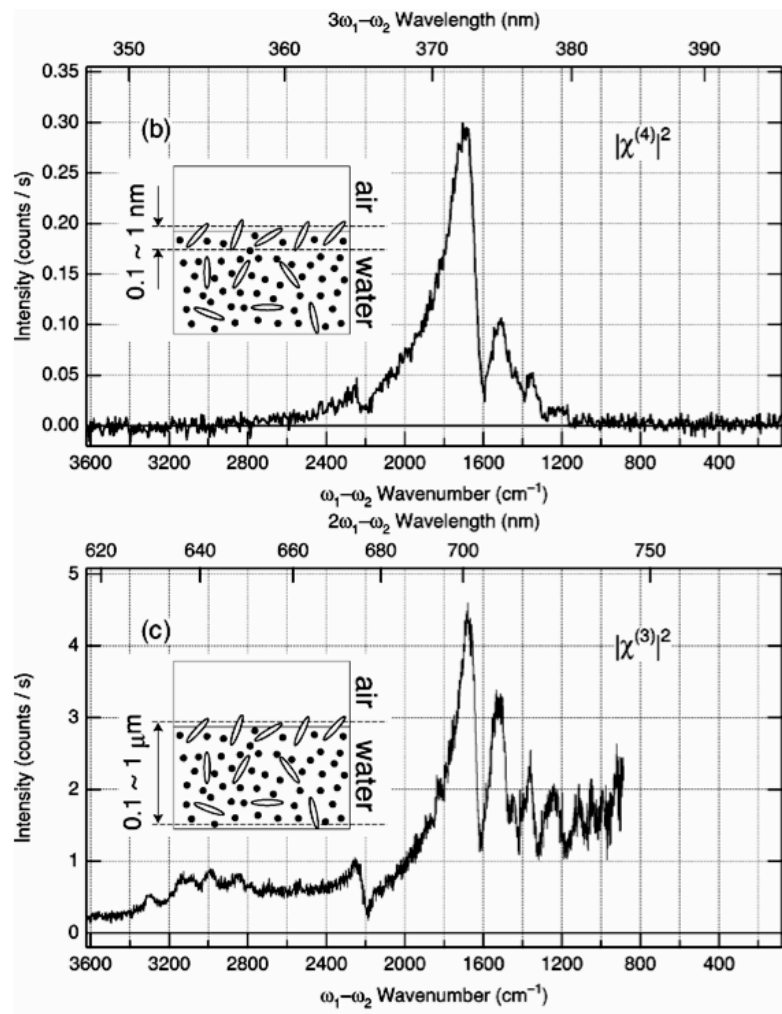 3ω₁–ω₂ Wavelength (nm)
350 360 370 380 390
0.35
0.30
0.25
0.20
0.15
0.10
0.05
0.00
Intensity (counts / s)
(b)
|χ⁽⁴⁾|²
0.1 ~ 1 nm
air
water
3600 3200 2800 2400 2000 1600 1200 800 400
ω₁–ω₂ Wavenumber (cm⁻¹)
2ω₁–ω₂ Wavelength (nm)
620 640 660 680 700 750
5
4
3
2
1
0
Intensity (counts / s)
(c)
|χ⁽³⁾|²
0.1 ~ 1 μm
air
water
3600 3200 2800 2400 2000 1600 1200 800 400
ω₁–ω₂ Wavenumber (cm⁻¹)